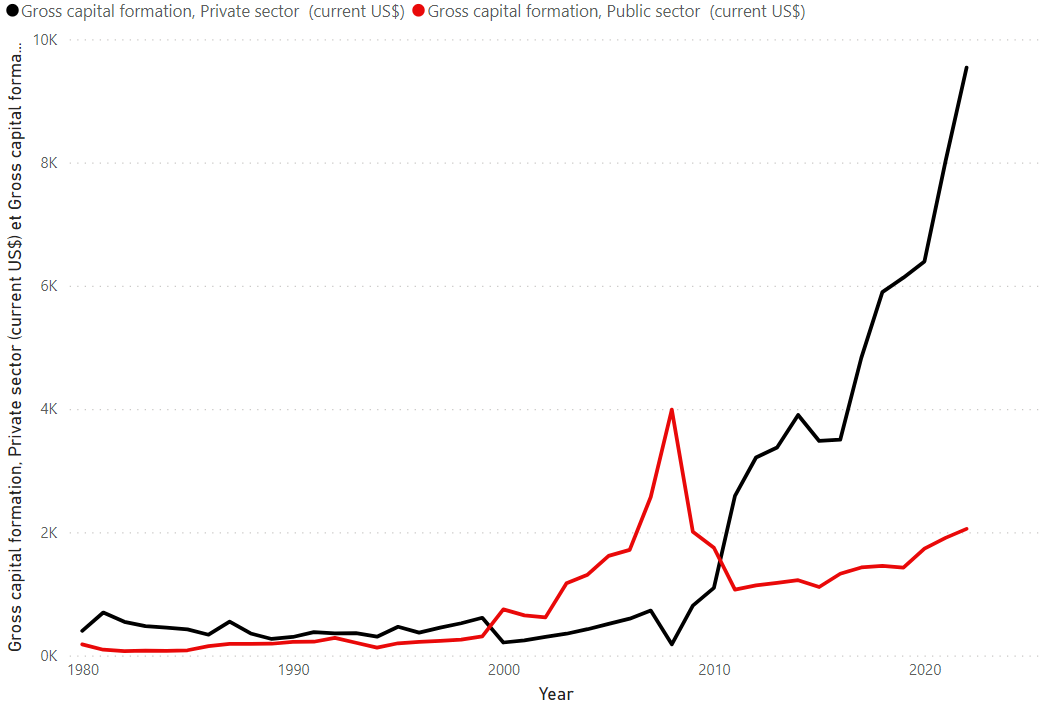 Gross capital formation, Private sector (current US$) Gross capital formation, Public sector (current US$)
Gross capital formation, Private sector (current US$) et Gross capital forma...
10K
8K
6K
4K
2K
0K
1980 1990 2000 2010 2020
Year